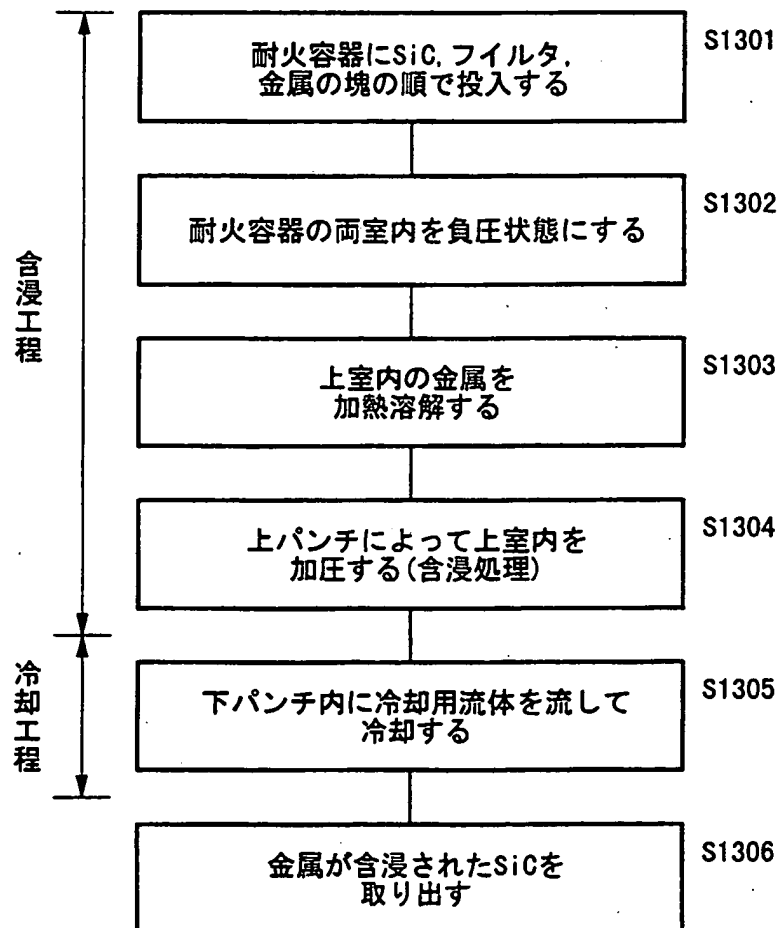 耐火容器にSiC,フイルタ,
金属の塊の順で投入する
S1301
耐火容器の両室内を負圧状態にする
S1302
含浸工程
上室内の金属を
加熱溶解する
S1303
上パンチによって上室内を
加圧する(含浸処理)
S1304
冷却工程
下パンチ内に冷却用流体を流して
冷却する
S1305
金属が含浸されたSiCを
取り出す
S1306